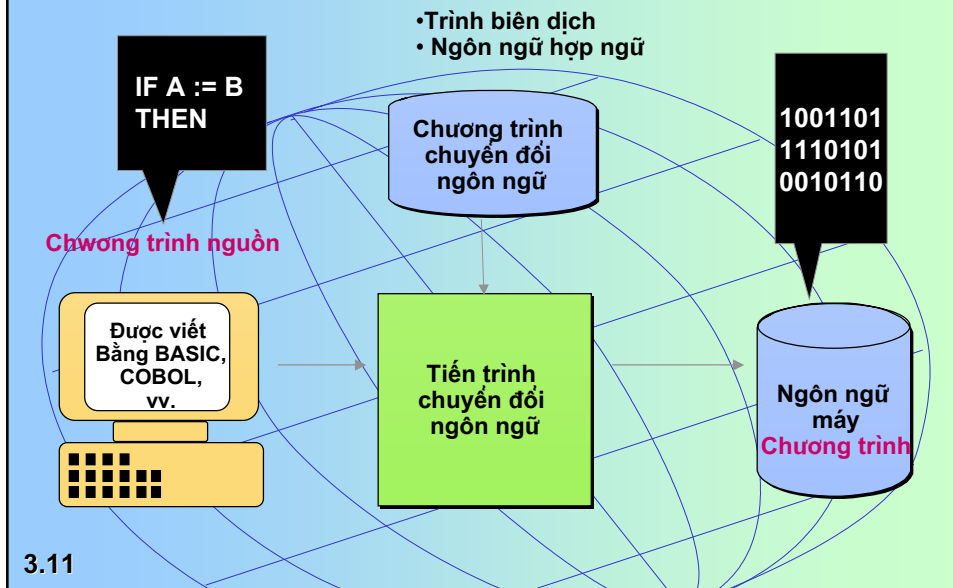 •Trình biên dịch
• Ngôn ngữ hợp ngữ
IF A := B
THEN
Chương trình
chuyển đổi
ngôn ngữ
1001101
1110101
0010110
Chwơng trình nguồn
Được viết
Bằng BASIC,
COBOL,
vv.
Tiến trình
chuyển đổi
ngôn ngữ
Ngôn ngữ
máy
Chương trình
3.11